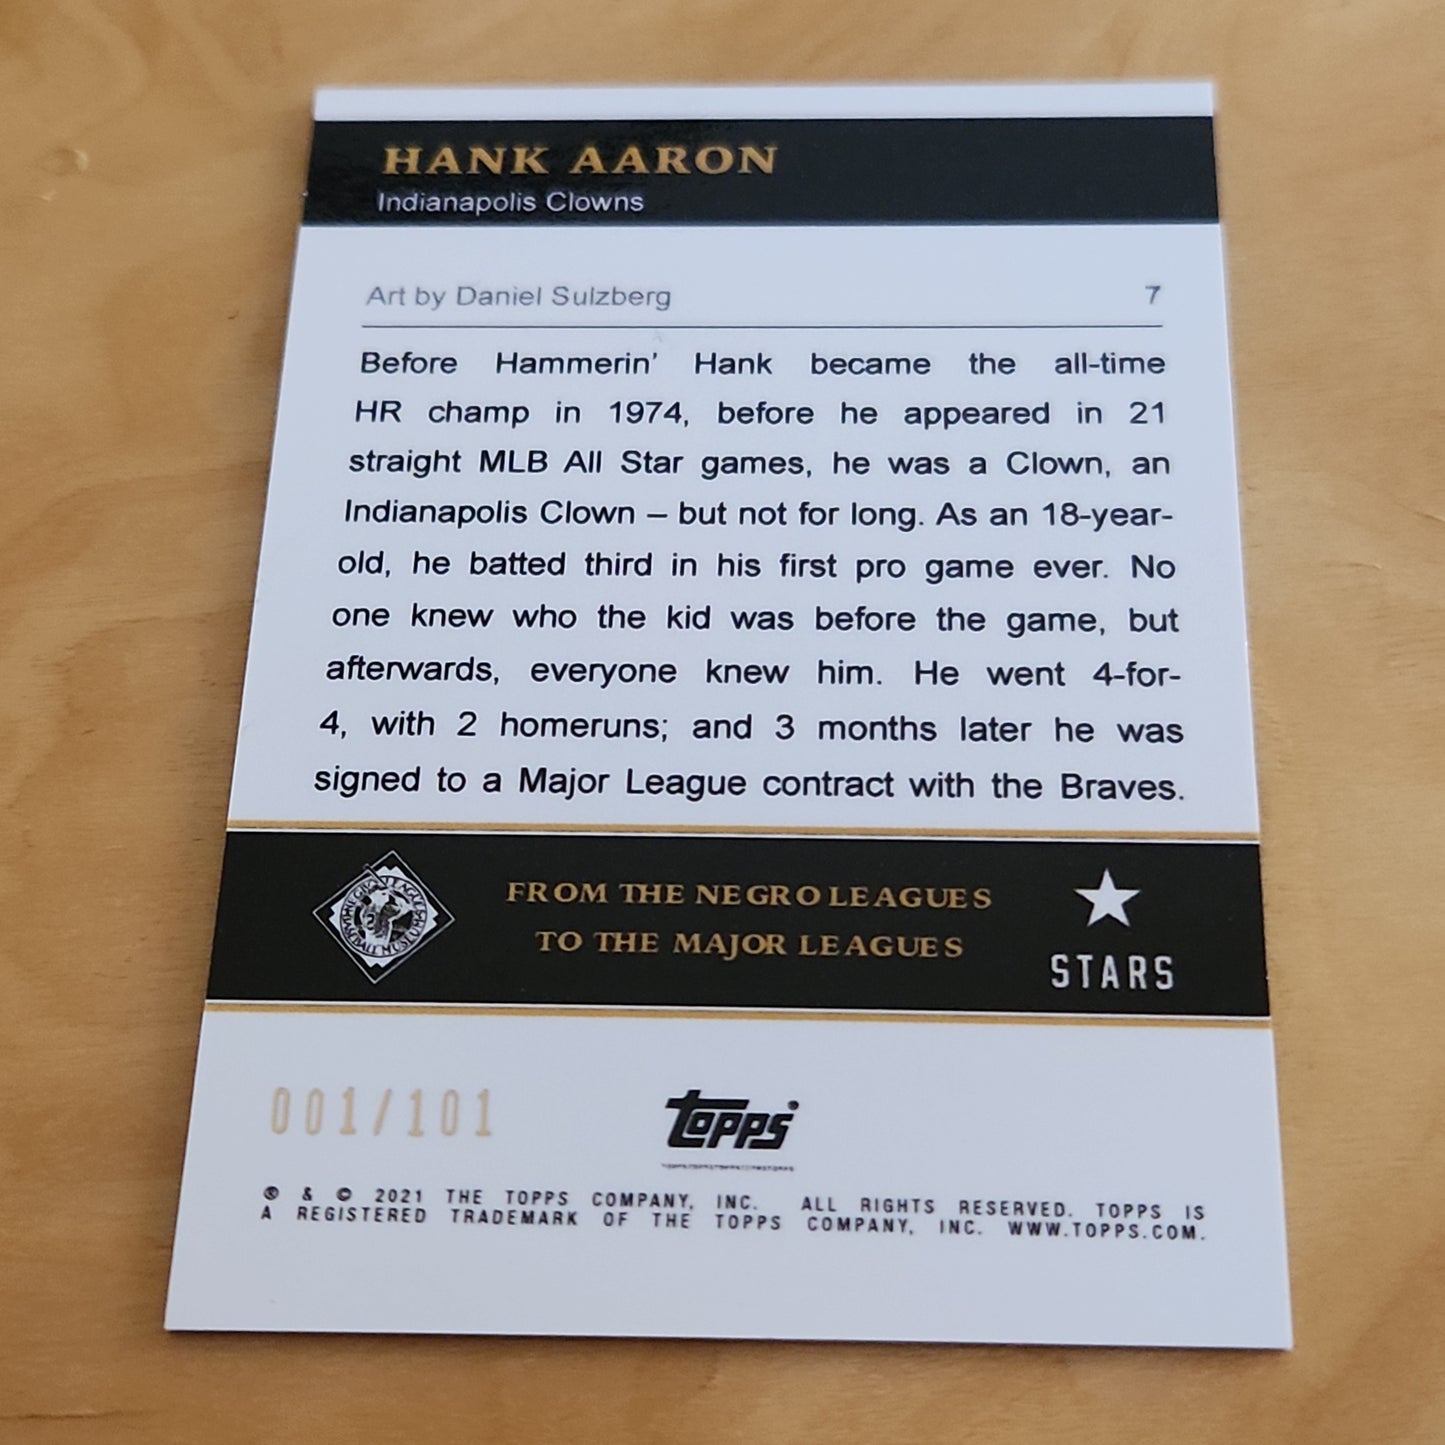 HANK AARON
Indianapolis Clowns
Art by Daniel Sulzberg 7
Before Hammerin' Hank became the all-time
HR champ in 1974, before he appeared in 21
straight MLB All Star games, he was a Clown, an
Indianapolis Clown – but not for long. As an 18-year-
old, he batted third in his first pro game ever. No
one knew who the kid was before the game, but
afterwards, everyone knew him. He went 4-for-
4, with 2 homeruns; and 3 months later he was
signed to a Major League contract with the Braves.
NEGRO LEAGUES
BASEBALL MUSEUM
FROM THE NEGRO LEAGUES
TO THE MAJOR LEAGUES
STARS
001/101
topps®
® & © 2021 THE TOPPS COMPANY, INC. ALL RIGHTS RESERVED. TOPPS IS
A REGISTERED TRADEMARK OF THE TOPPS COMPANY, INC. WWW.TOPPS.COM.